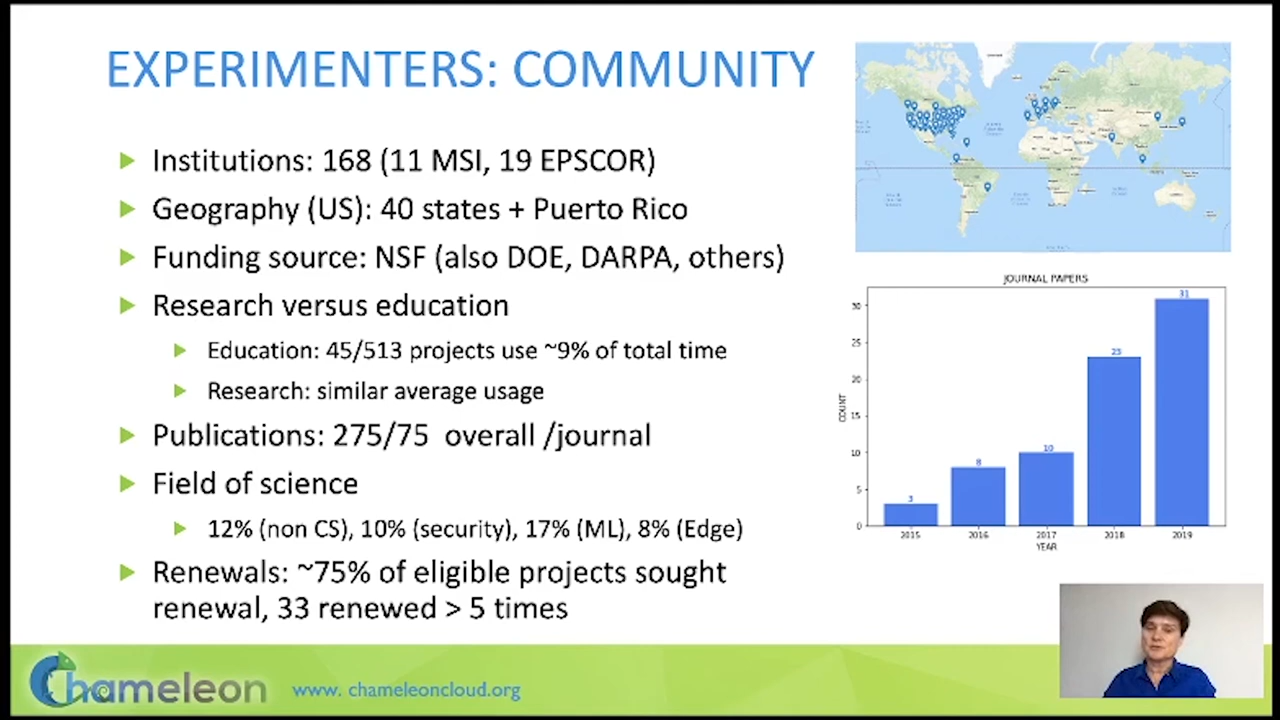 EXPERIMENTERS: COMMUNITY
Institutions: 168 (11 MSI, 19 EPSCOR)
Geography (US): 40 states + Puerto Rico
Funding source: NSF (also DOE, DARPA, others)
Research versus education
Education: 45/513 projects use ~9% of total time
Research: similar average usage
Publications: 275/75 overall /journal
Field of science
12% (non CS), 10% (security), 17% (ML), 8% (Edge)
Renewals: ~75% of eligible projects sought
renewal, 33 renewed > 5 times
JOURNAL PAPERS
COUNT
30
25
20
15
10
5
0
3
8
10
23
31
2015 2016 2017 2018 2019
YEAR
Chameleon
www. chameleoncloud.org